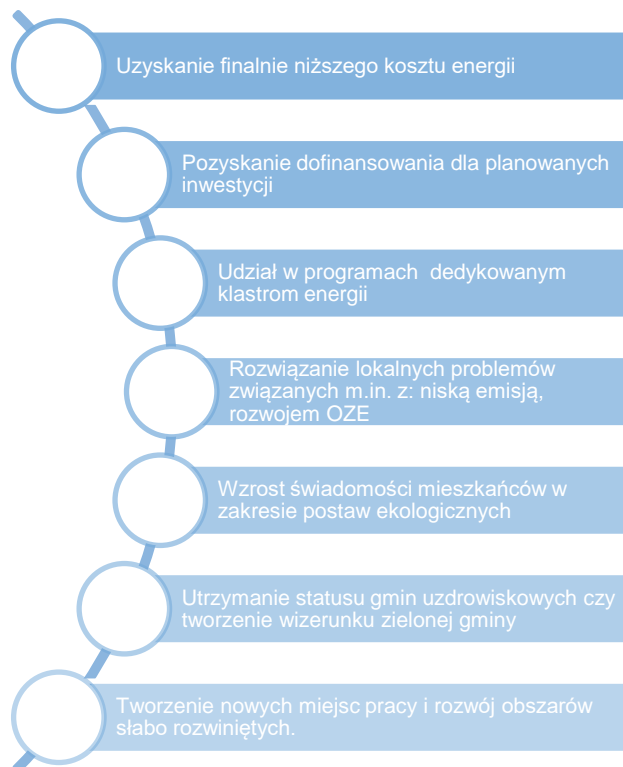 Uzyskanie finalnie niższego kosztu energii
Pozyskanie dofinansowania dla planowanych
inwestycji
Udział w programach  dedykowanym
klastrom energii
Rozwiązanie lokalnych problemów
związanych m.in. z: niską emisją,
rozwojem OZE
Wzrost świadomości mieszkańców w
zakresie postaw ekologicznych
Utrzymanie statusu gmin uzdrowiskowych czy
tworzenie wizerunku zielonej gminy
Tworzenie nowych miejsc pracy i rozwój obszarów
słabo rozwiniętych.